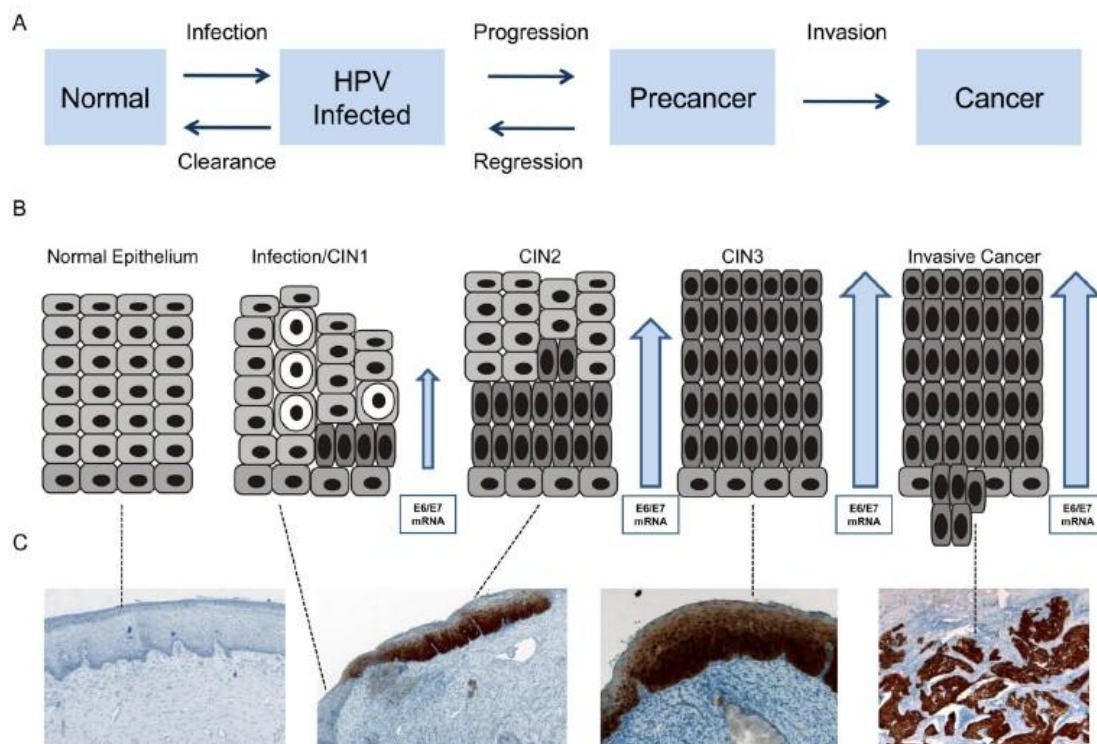 A
Infection
Progression
Invasion
Normal
HPV
Infected
Precancer
Cancer
Clearance
Regression
B
Normal Epithelium
Infection/CIN1
CIN2
CIN3
Invasive Cancer
E6/E7
mRNA
E6/E7
mRNA
E6/E7
mRNA
E6/E7
mRNA
C